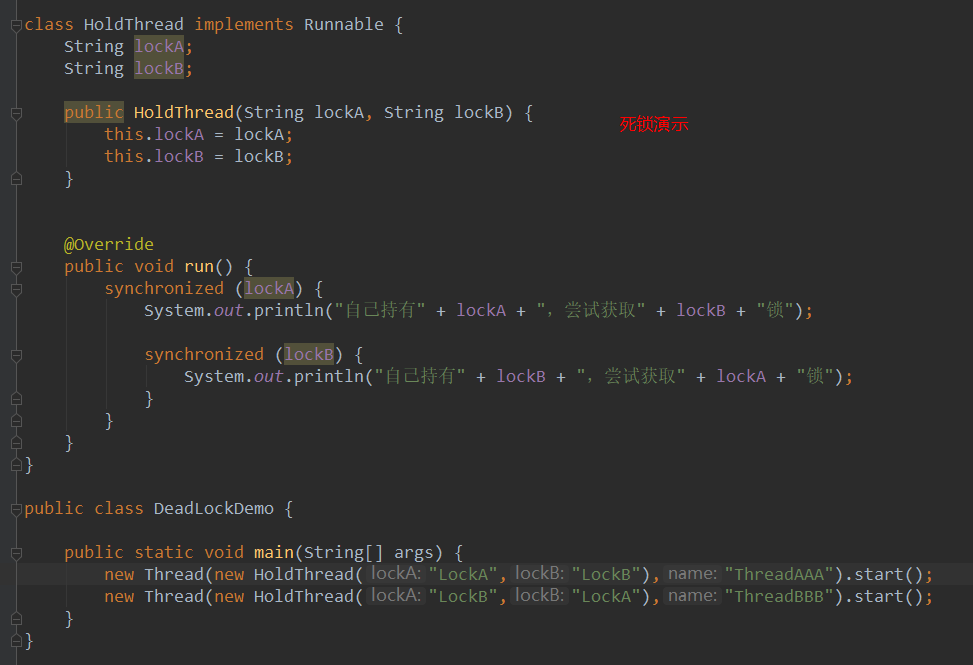 class HoldThread implements Runnable {
    String lockA;
    String lockB;
    public HoldThread(String lockA, String lockB) {
死锁演示
        this.lockA = lockA;
        this.lockB = lockB;
    }
    @Override
    public void run() {
        synchronized (lockA) {
            System.out.println("自己持有" + lockA + ", 尝试获取" + lockB + "锁");
            synchronized (lockB) {
                System.out.println("自己持有" + lockB + ", 尝试获取" + lockA + "锁");
            }
        }
    }
}
public class DeadLockDemo {
    public static void main(String[] args) {
        new Thread(new HoldThread( lockA: "LockA", lockB: "LockB"), name: "ThreadAAA").start();
        new Thread(new HoldThread( lockA: "LockB", lockB: "LockA"), name: "ThreadBBB").start();
    }
}